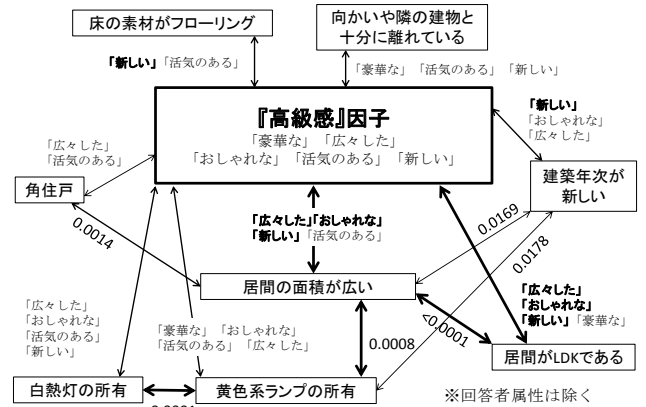 床の素材がフローリング
向かいや隣の建物と
十分に離れている
「新しい」「活気のある」
「豪華な」「活気のある」「新しい」
『高級感』因子
「豪華な」「広々した」
「おしゃれな」「活気のある」「新しい」
「新しい」
「おしゃれな」
「広々した」
「広々した」
「活気のある」
角住戸
建築年次が
新しい
0.0014
「広々した」「おしゃれな」
「新しい」「活気のある」
0.0169
0.0178
居間の面積が広い
「広々した」
「おしゃれな」
「新しい」「豪華な」
「広々した」
「おしゃれな」
「活気のある」
「新しい」
「豪華な」「おしゃれな」
「活気のある」「広々した」
0.0008
<0.0001
居間がLDKである
白熱灯の所有
黄色系ランプの所有
※回答者属性は除く